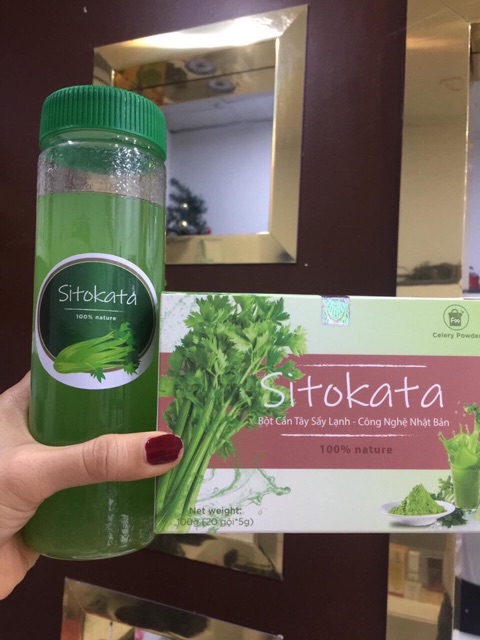 Sitokata
100% nature
Celery Powder
Sitokata
Bột Cần Tây Sấy Lạnh - Công Nghệ Nhật Bản
100% nature
Net weight:
100g (20 gói*5g)